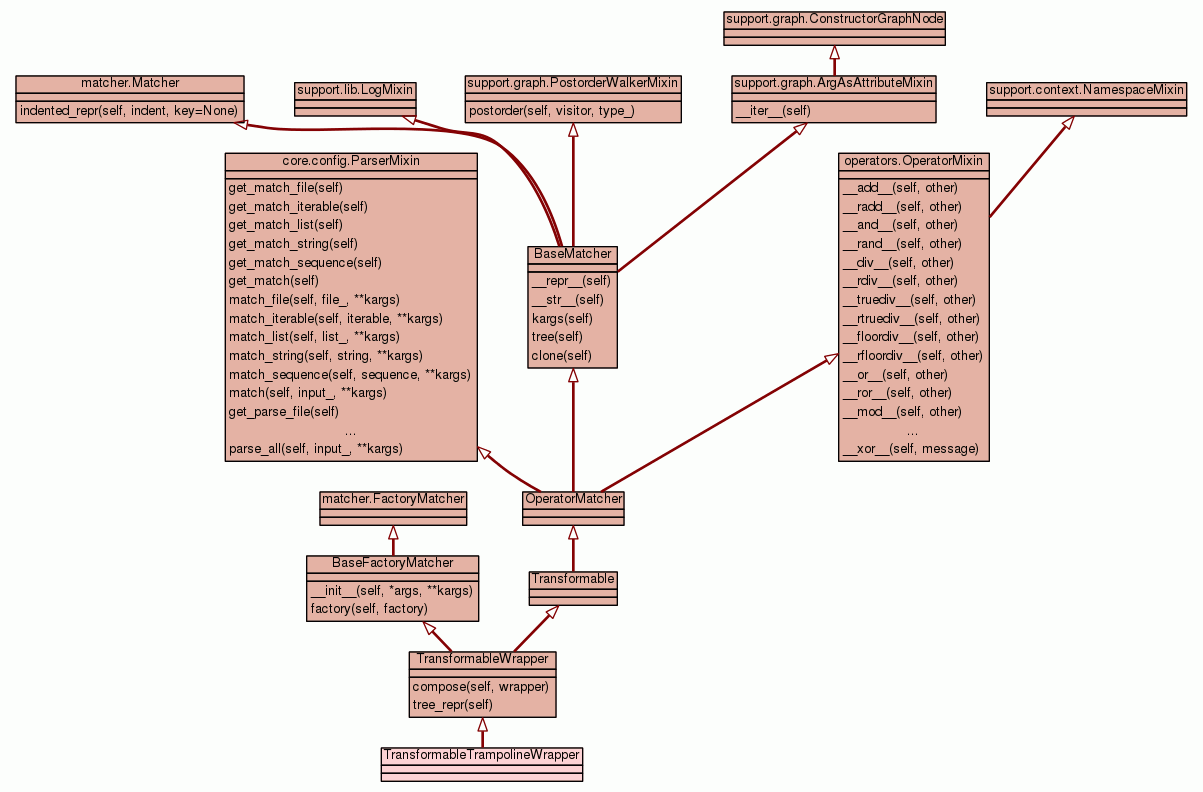 support.graph.ConstructorGraphNode
matcher.Matcher
indented_repr(self, indent, key=None)
support.lib.LogMixin
support.graph.PostorderWalkerMixin
postorder(self, visitor, type_)
support.graph.ArgAsAttributeMixin
__iter__(self)
support.context.NamespaceMixin
core.config.ParserMixin
get_match_file(self)
get_match_iterable(self)
get_match_list(self)
get_match_string(self)
get_match_sequence(self)
get_match(self)
match_file(self, file_, **kargs)
match_iterable(self, iterable, **kargs)
match_list(self, list_, **kargs)
match_string(self, string, **kargs)
match_sequence(self, sequence, **kargs)
match(self, input_, **kargs)
get_parse_file(self)
...
parse_all(self, input_, **kargs)
BaseMatcher
__repr__(self)
__str__(self)
kargs(self)
tree(self)
clone(self)
operators.OperatorMixin
__add__(self, other)
__radd__(self, other)
__and__(self, other)
__rand__(self, other)
__div__(self, other)
__rdiv__(self, other)
__truediv__(self, other)
__rtruediv__(self, other)
__floordiv__(self, other)
__rfloordiv__(self, other)
__or__(self, other)
__ror__(self, other)
__mod__(self, other)
...
__xor__(self, message)
matcher.FactoryMatcher
OperatorMatcher
BaseFactoryMatcher
__init__(self, *args, **kargs)
factory(self, factory)
Transformable
TransformableWrapper
compose(self, wrapper)
tree_repr(self)
TransformableTrampolineWrapper